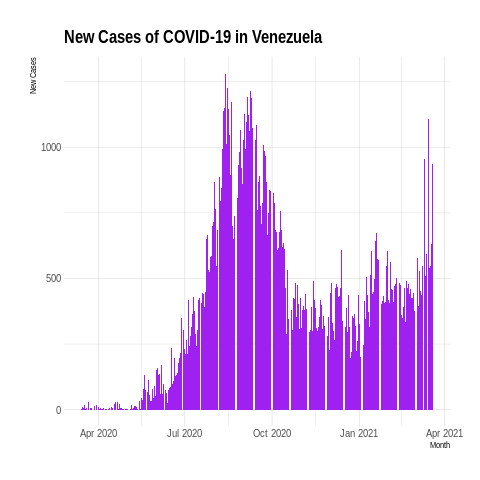 New Cases of COVID-19 in Venezuela
New Cases
1000
500
0
Apr 2020
Jul 2020
Oct 2020
Jan 2021
Apr 2021
Month